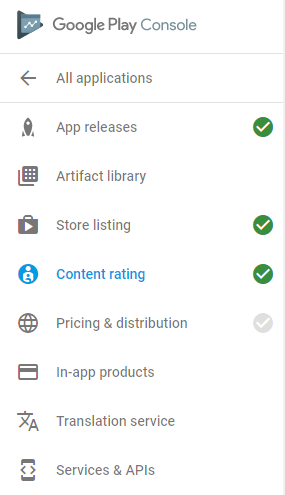 Google Play Console
All applications
App releases
Artifact library
Store listing
Content rating
Pricing & distribution
In-app products
Translation service
Services & APIs